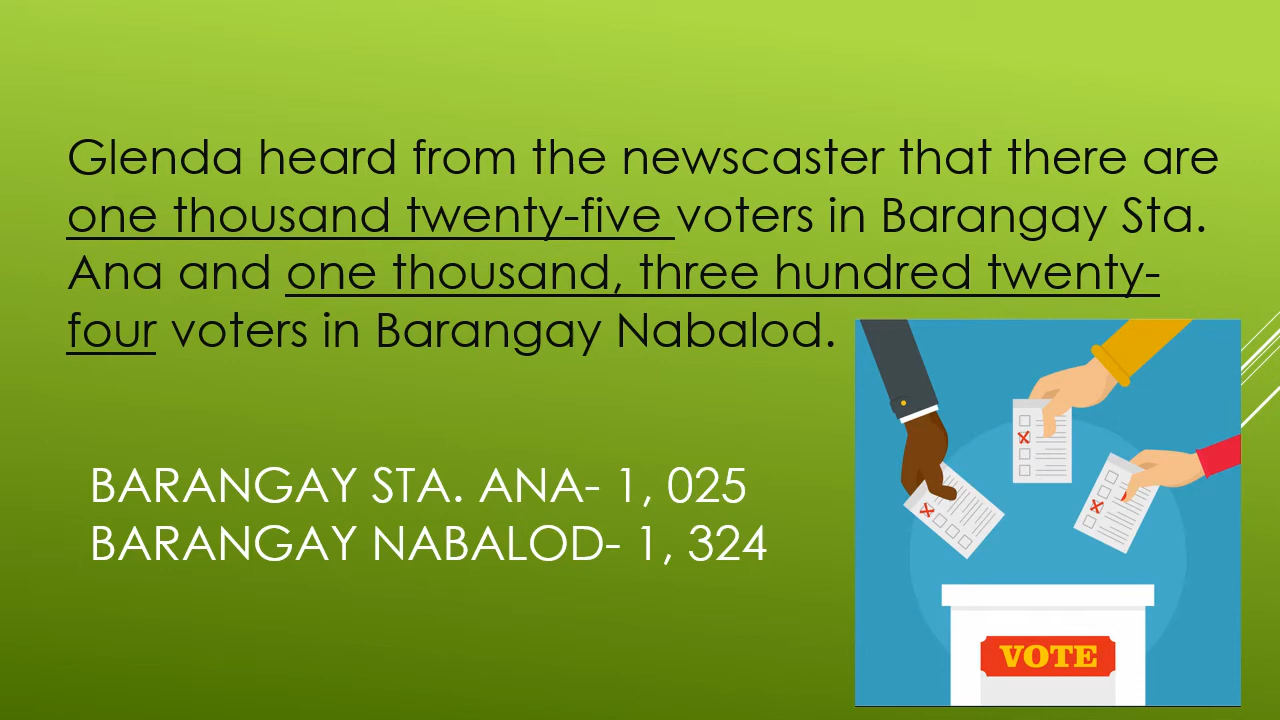 Glenda heard from the newscaster that there are
one thousand twenty-five voters in Barangay Sta.
Ana and one thousand, three hundred twenty-
four voters in Barangay Nabalod.
BARANGAY STA. ANA- 1, 025
BARANGAY NABALOD- 1, 324
VOTE